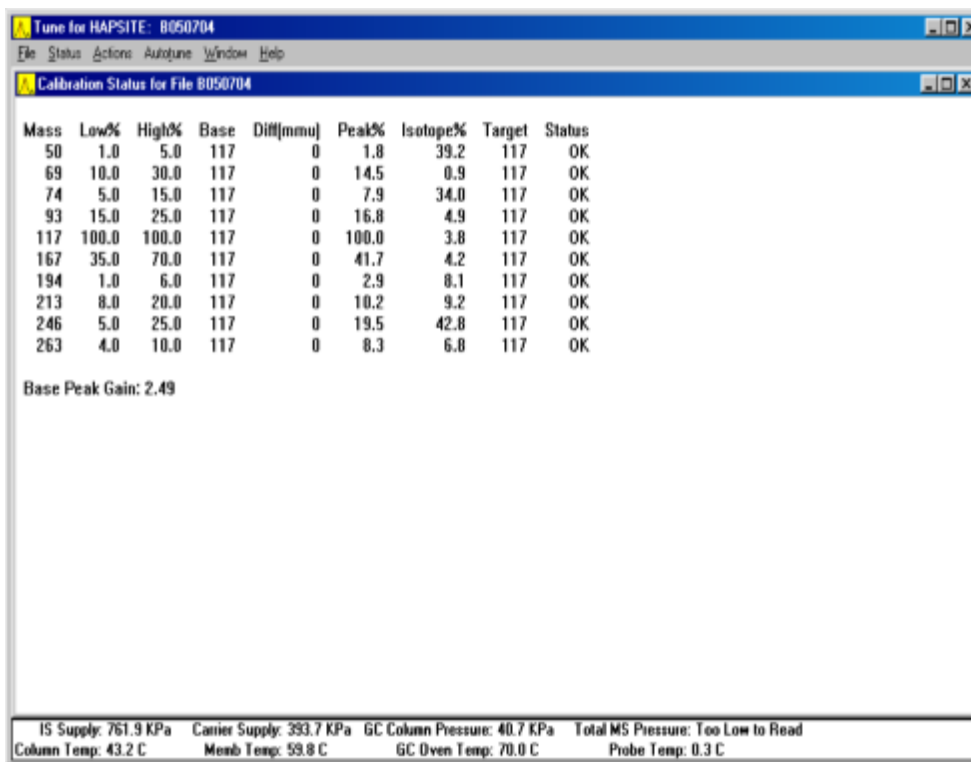 Tune for HAPSITE: B050704
File Status Actions Autotune Window Help
Calibration Status for File B050704
Mass Low% High% Base Diff(mmu) Peak% Isotope% Target Status
50 1.0 5.0 117 0 1.8 39.2 117 OK
69 10.0 30.0 117 0 14.5 0.9 117 OK
74 5.0 15.0 117 0 7.9 34.0 117 OK
93 15.0 25.0 117 0 16.8 4.9 117 OK
117 100.0 100.0 117 0 100.0 3.8 117 OK
167 35.0 70.0 117 0 41.7 4.2 117 OK
194 1.0 6.0 117 0 2.9 8.1 117 OK
213 8.0 20.0 117 0 10.2 9.2 117 OK
246 5.0 25.0 117 0 19.5 42.8 117 OK
263 4.0 10.0 117 0 8.3 6.8 117 OK
Base Peak Gain: 2.49
IS Supply: 761.9 KPa Carrier Supply: 393.7 KPa GC Column Pressure: 40.7 KPa Total MS Pressure: Too Low to Read
Column Temp: 43.2 C Memb Temp: 59.8 C GC Oven Temp: 70.0 C Probe Temp: 0.3 C